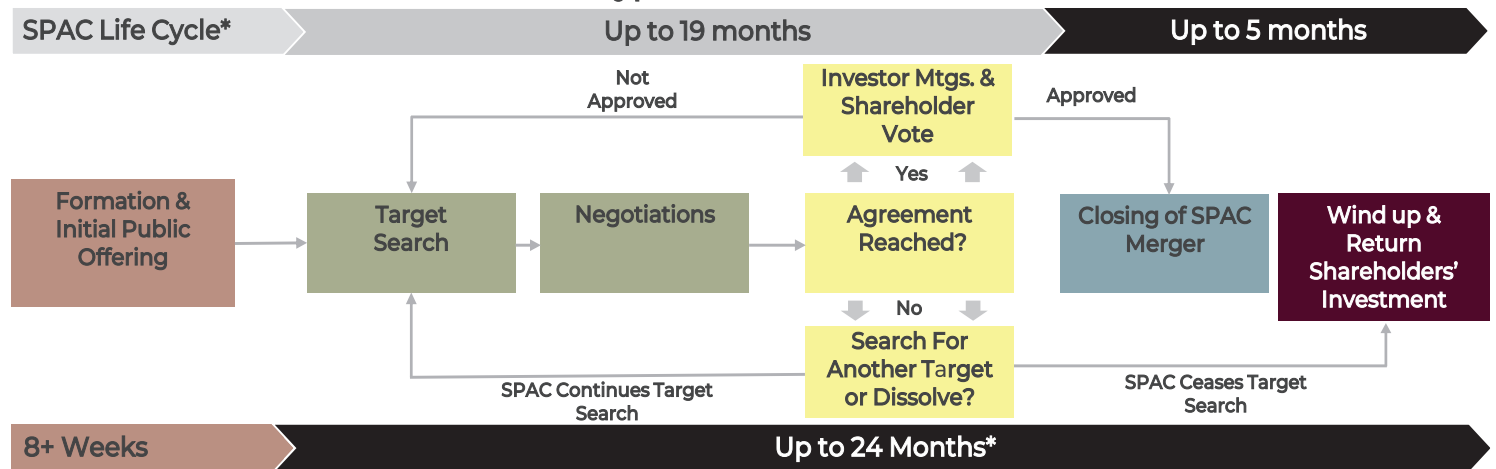 SPAC Life Cycle*
Up to 19 months
Up to 5 months
Not
Approved
Investor Mtgs. &
Shareholder
Vote
Approved
Yes
Formation &
Initial Public
Offering
Target
Search
Negotiations
Agreement
Reached?
Closing of SPAC
Merger
Wind up &
Return
Shareholders'
Investment
No
Search For
Another Target
or Dissolve?
SPAC Continues Target
Search
SPAC Ceases Target
Search
8+ Weeks
Up to 24 Months*